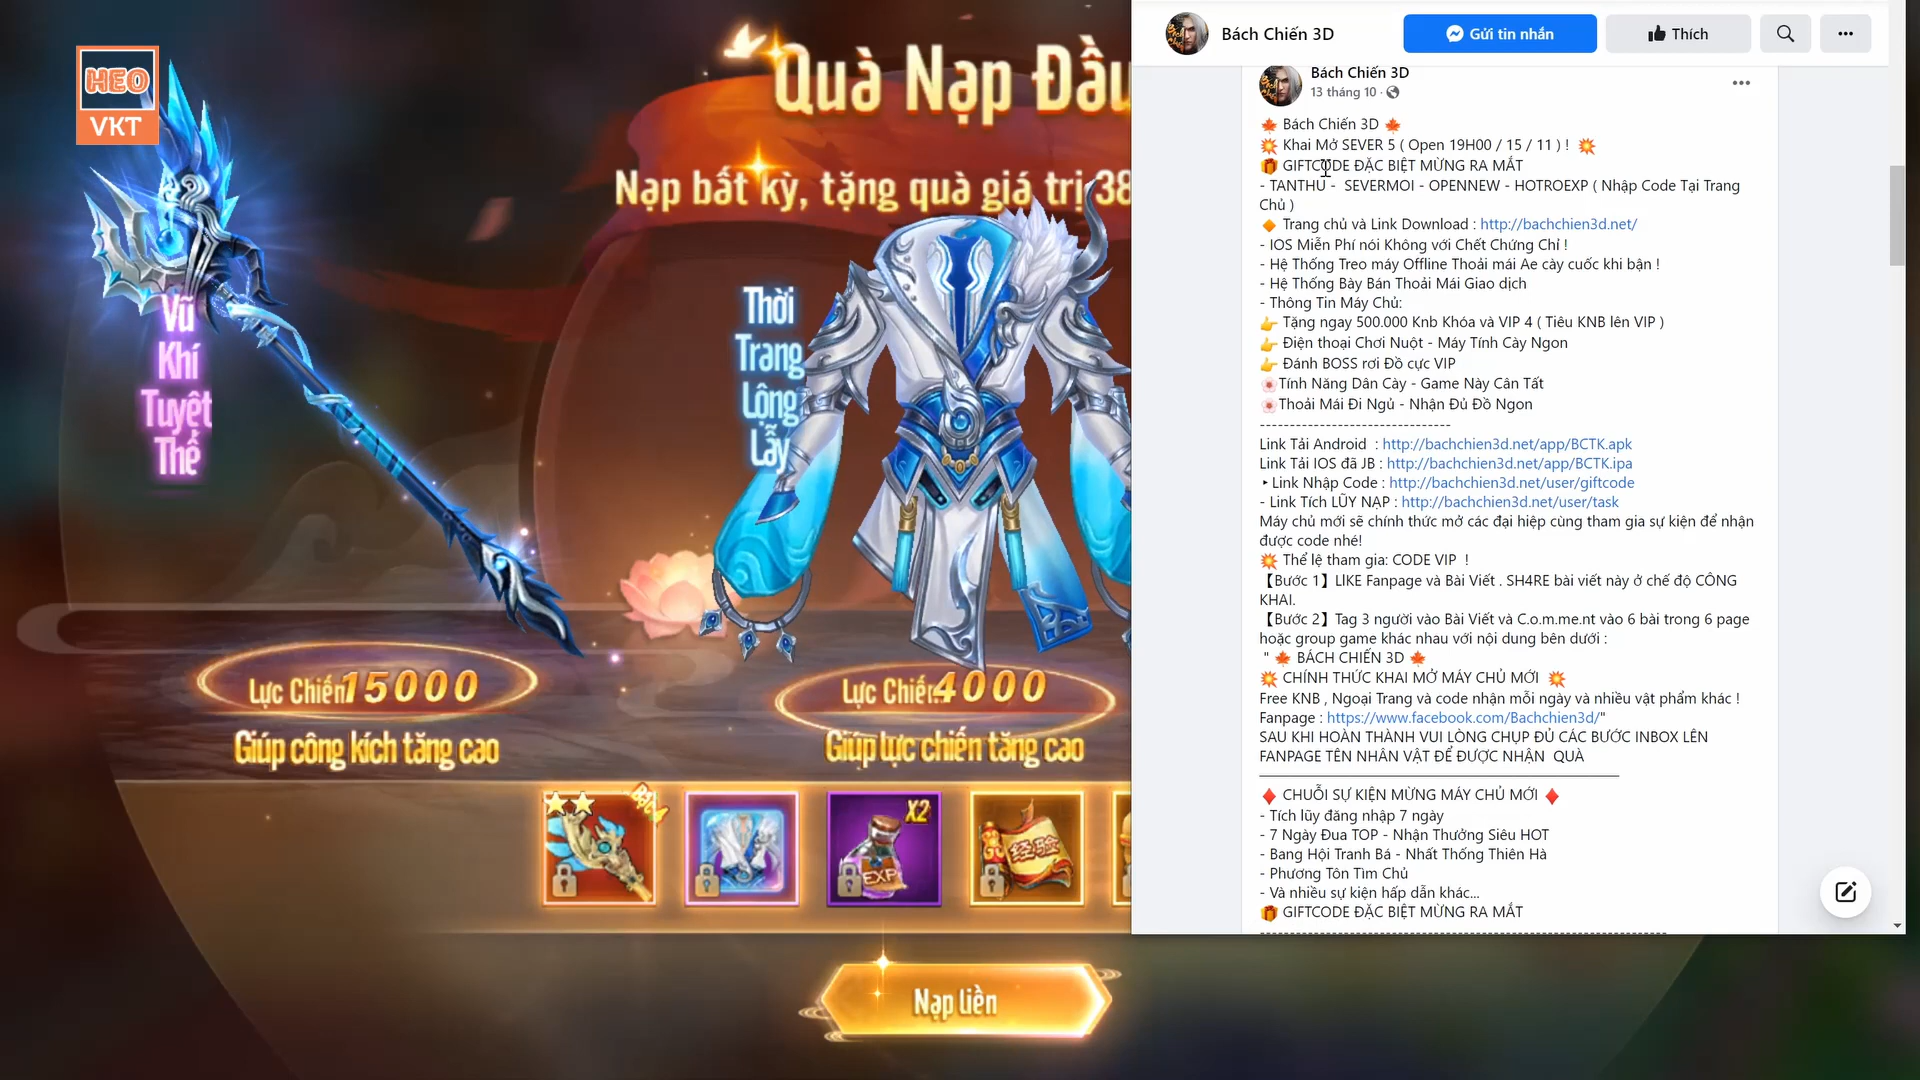 HEO
VKT
Quà Nạp Đầu
Nạp bất kỳ, tặng quà giá trị 38
Vũ
Khí
Tuyệt
Thế
Thời
Trang
Lộng
Lẫy
Lực Chiến 15000
Giúp công kích tăng cao
Lực Chiến 4000
Giúp lực chiến tăng cao
Bậc
X2
EXP
经验
Nạp liền
Bách Chiến 3D
Gửi tin nhắn
Thích
Bách Chiến 3D
13 tháng 10 ·
🍁 Bách Chiến 3D 🍁
💥 Khai Mở SEVER 5 ( Open 19H00 / 15 / 11 ) ! 💥
🎁 GIFTCODE ĐẶC BIỆT MỪNG RA MẮT
- TANTHU - SEVERMOI - OPENNEW - HOTROEXP ( Nhập Code Tại Trang
Chủ )
🔸 Trang chủ và Link Download : http://bachchien3d.net/
- IOS Miễn Phí nói Không với Chết Chứng Chỉ !
- Hệ Thống Treo máy Offline Thoải mái Ae cày cuốc khi bận !
- Hệ Thống Bày Bán Thoải Mái Giao dịch
- Thông Tin Máy Chủ:
👉 Tặng ngay 500.000 Knb Khóa và VIP 4 ( Tiêu KNB lên VIP )
👉 Điện thoại Chơi Nuột - Máy Tính Cày Ngon
👉 Đánh BOSS rơi Đồ cực VIP
🌸Tính Năng Dân Cày - Game Này Cân Tất
🌸Thoải Mái Đi Ngủ - Nhận Đủ Đồ Ngon
-------------------------------
Link Tải Android : http://bachchien3d.net/app/BCTK.apk
Link Tải IOS đã JB : http://bachchien3d.net/app/BCTK.ipa
‣ Link Nhập Code : http://bachchien3d.net/user/giftcode
- Link Tích LŨY NẠP : http://bachchien3d.net/user/task
Máy chủ mới sẽ chính thức mở các đại hiệp cùng tham gia sự kiện để nhận
được code nhé!
💥 Thể lệ tham gia: CODE VIP !
【Bước 1】LIKE Fanpage và Bài Viết . SH4RE bài viết này ở chế độ CÔNG
KHAI.
【Bước 2】Tag 3 người vào Bài Viết và C.o.m.me.nt vào 6 bài trong 6 page
hoặc group game khác nhau với nội dung bên dưới :
" 🍁 BÁCH CHIẾN 3D 🍁
💥 CHÍNH THỨC KHAI MỞ MÁY CHỦ MỚI 💥
Free KNB , Ngoại Trang và code nhận mỗi ngày và nhiều vật phẩm khác !
Fanpage : https://www.facebook.com/Bachchien3d/"
SAU KHI HOÀN THÀNH VUI LÒNG CHỤP ĐỦ CÁC BƯỚC INBOX LÊN
FANPAGE TÊN NHÂN VẬT ĐỂ ĐƯỢC NHẬN QUÀ
♦️ CHUỖI SỰ KIỆN MỪNG MÁY CHỦ MỚI ♦️
- Tích lũy đăng nhập 7 ngày
- 7 Ngày Đua TOP - Nhận Thưởng Siêu HOT
- Bang Hội Tranh Bá - Nhất Thống Thiên Hà
- Phương Tôn Tìm Chủ
- Và nhiều sự kiện hấp dẫn khác...
🎁 GIFTCODE ĐẶC BIỆT MỪNG RA MẮT